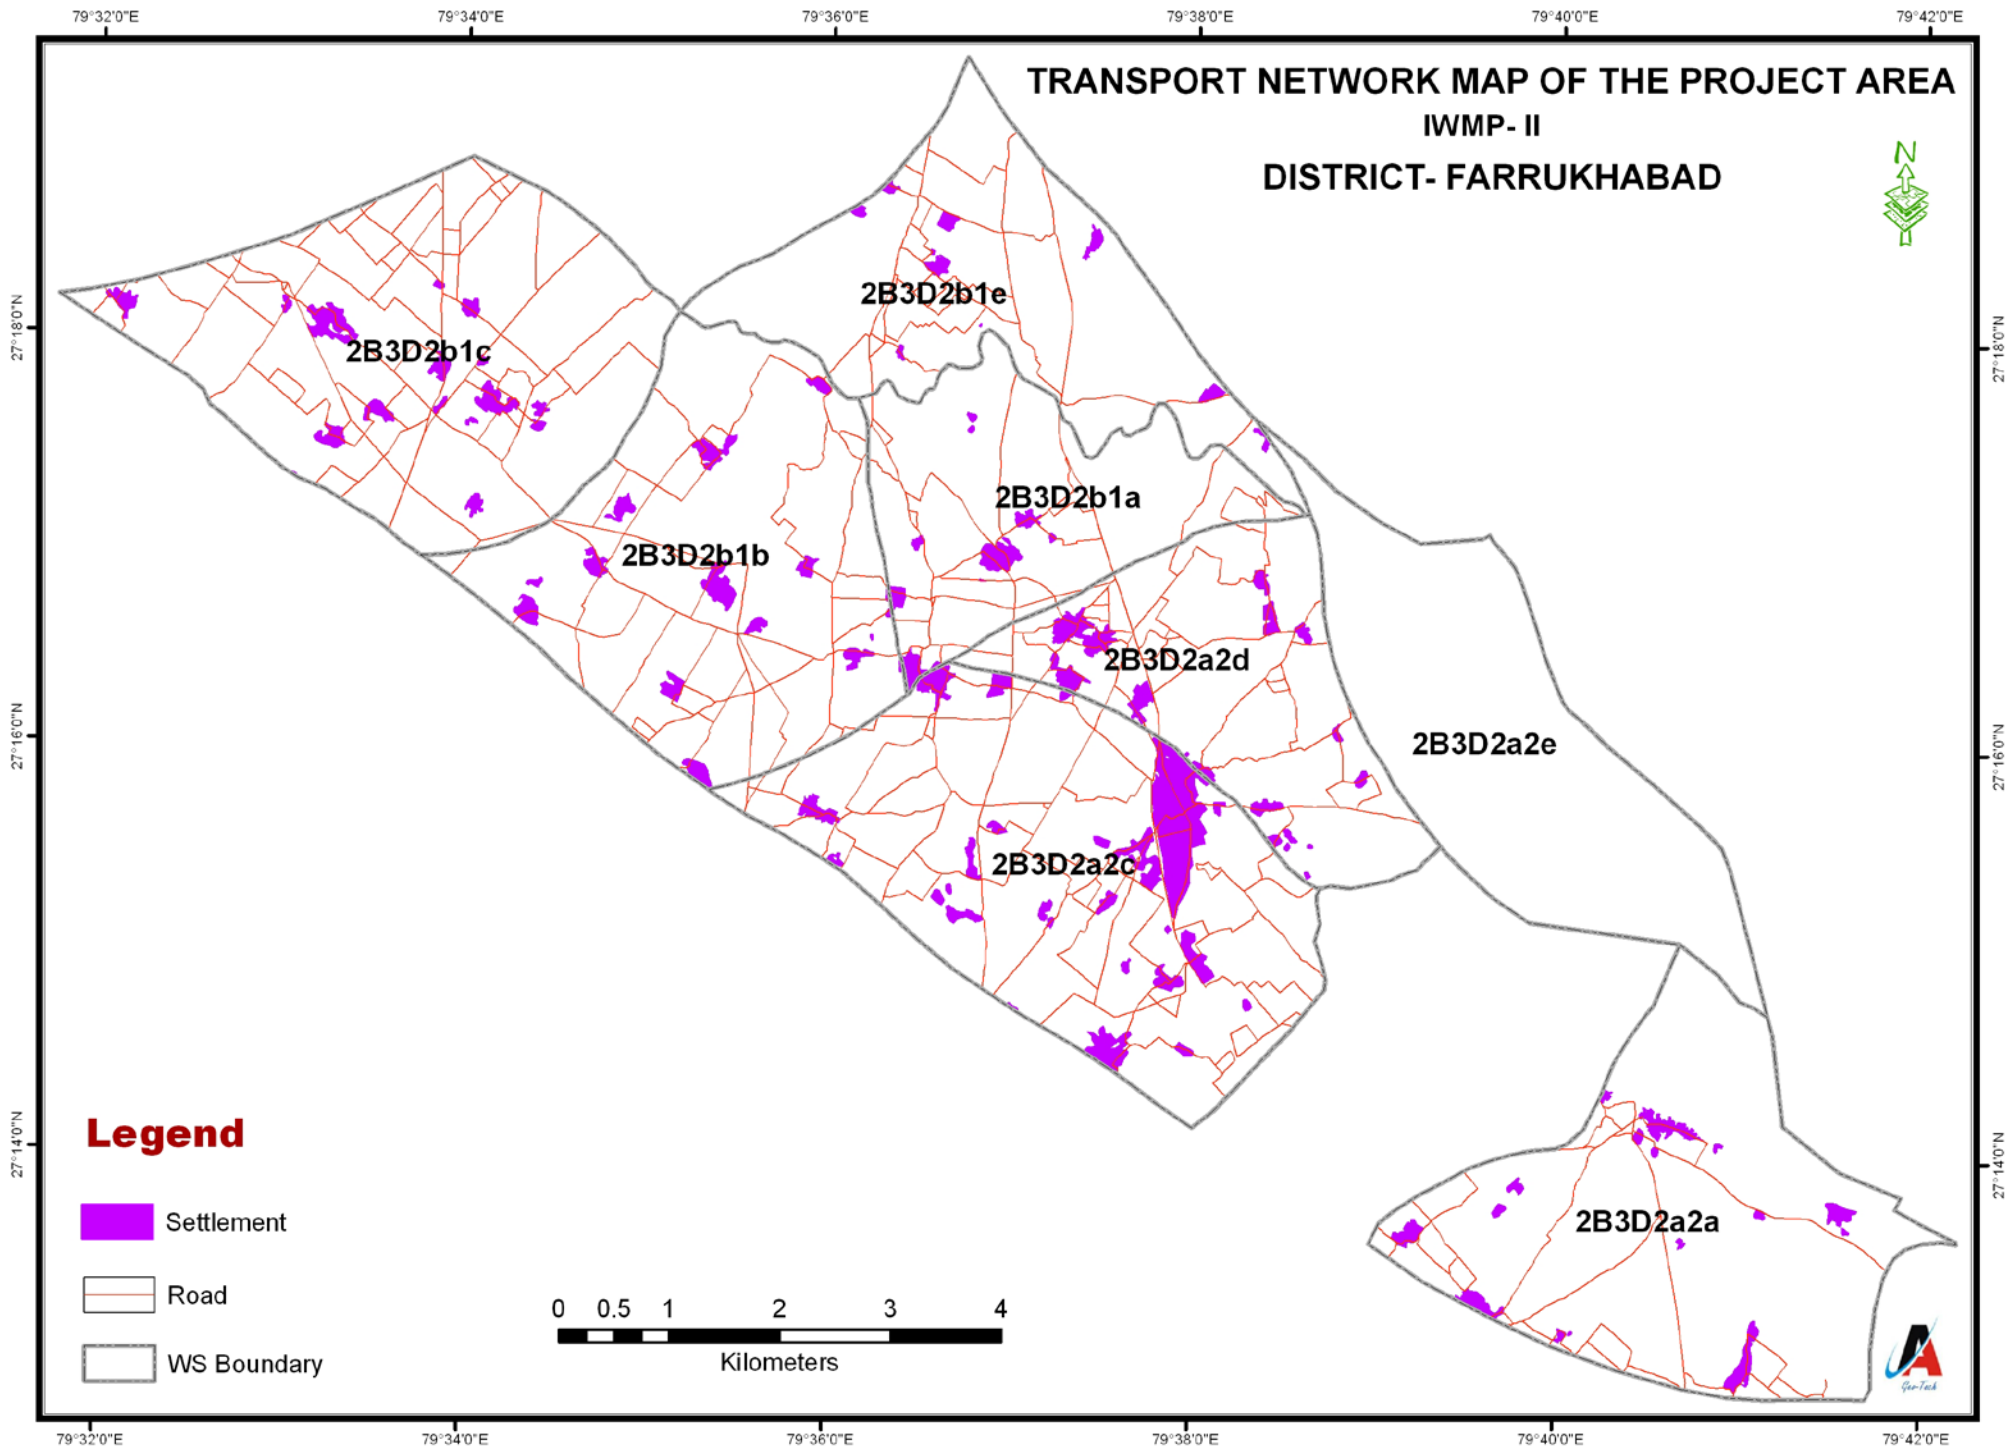 79°32'0"E 79°34'0"E 79°36'0"E 79°38'0"E 79°40'0"E 79°42'0"E
TRANSPORT NETWORK MAP OF THE PROJECT AREA
IWMP- II
DISTRICT- FARRUKHABAD
N
27°18'0"N
27°18'0"N
2B3D2b1e
2B3D2b1c
2B3D2b1a
2B3D2b1b
2B3D2a2d
27°16'0"N
27°16'0"N
2B3D2a2e
2B3D2a2c
27°14'0"N
27°14'0"N
2B3D2a2a
Legend
Settlement
Road
WS Boundary
0 0.5 1 2 3 4
Kilometers
A
Geo-Tech
79°32'0"E 79°34'0"E 79°36'0"E 79°38'0"E 79°40'0"E 79°42'0"E